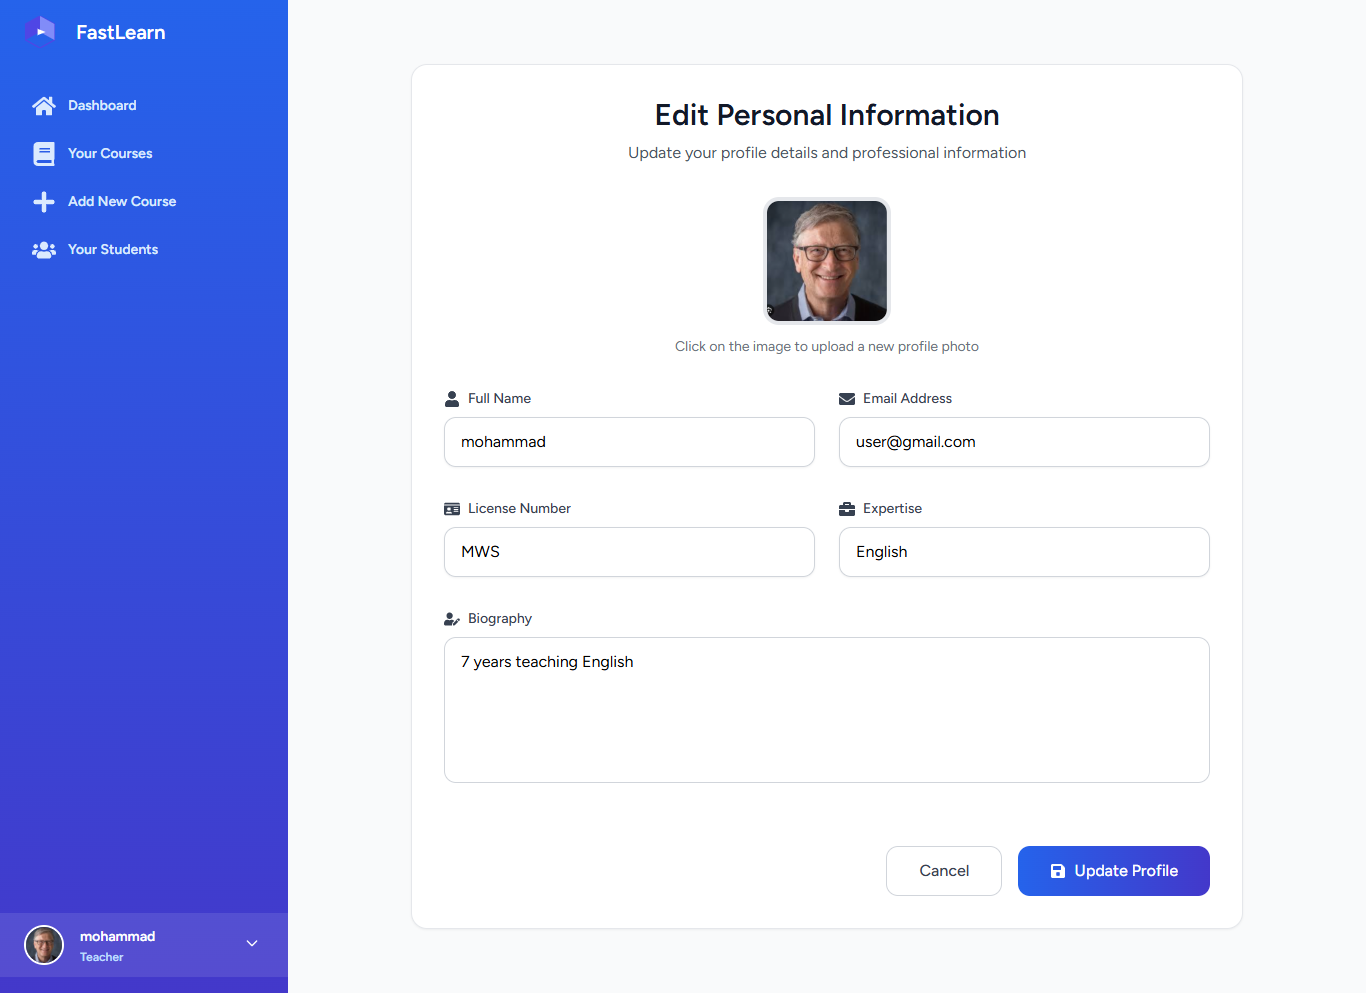 FastLearn
Dashboard
Your Courses
Add New Course
Your Students
mohammad
Teacher
Edit Personal Information
Update your profile details and professional information
Click on the image to upload a new profile photo
Full Name
mohammad
Email Address
user@gmail.com
License Number
MWS
Expertise
English
Biography
7 years teaching English
Cancel
Update Profile